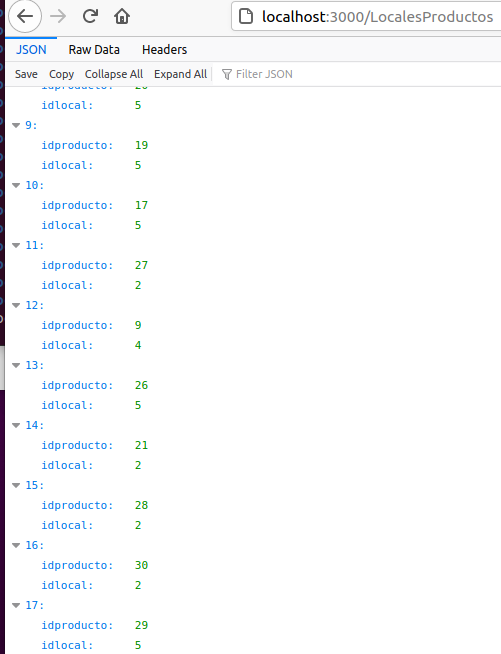 localhost:3000/LocalesProductos
JSON Raw Data Headers
Save Copy Collapse All Expand All Filter JSON
idlocal: 5
9:
idproducto: 19
idlocal: 5
10:
idproducto: 17
idlocal: 5
11:
idproducto: 27
idlocal: 2
12:
idproducto: 9
idlocal: 4
13:
idproducto: 26
idlocal: 5
14:
idproducto: 21
idlocal: 2
15:
idproducto: 28
idlocal: 2
16:
idproducto: 30
idlocal: 2
17:
idproducto: 29
idlocal: 5